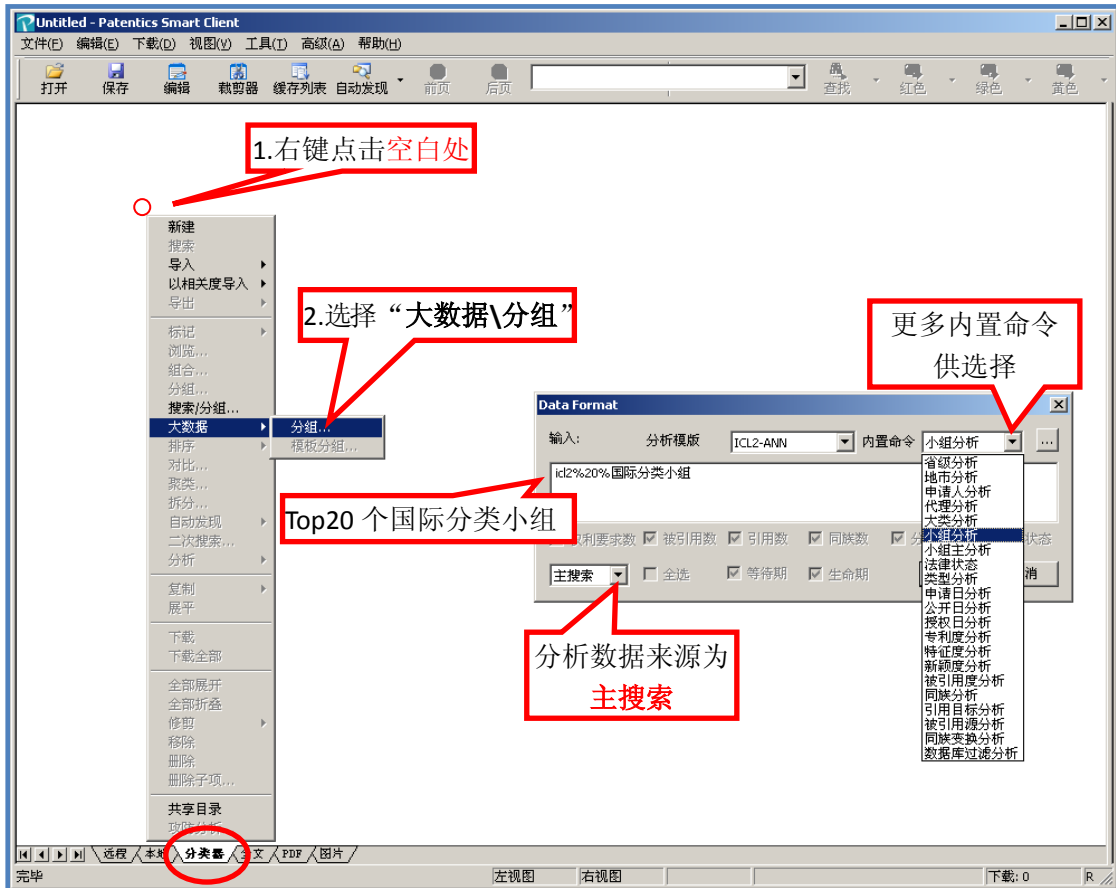 Untitled - Patentics Smart Client
文件(F) 编辑(E) 下载(D) 视图(V) 工具(T) 高级(A) 帮助(H)
打开 保存 编辑 裁剪器 缓存列表 自动发现 前页 后页 查找 红色 绿色 黄色
1.右键点击空白处
新建
搜索
导入
以相关度导入
导出
2.选择“大数据\分组”
标记
浏览...
组合...
分组...
搜索/分组...
大数据
分组...
排序
模板分组...
对比...
聚类...
拆分...
自动发现
二次搜索...
分析
复制
展平
下载
下载全部
全部展开
全部折叠
修剪
移除
删除
删除子项...
共享目录
攻防分析
更多内置命令
供选择
Data Format
输入: 分析模版 ICL2-ANN 内置命令 小组分析 ...
icl2%20%国际分类小组
Top20 个国际分类小组
权利要求数 被引用数 引用数 同族数 分 状态
主搜索 全选 等待期 生命期 消
省级分析
地市分析
申请人分析
代理分析
大类分析
小组分析
小组主分析
法律状态
类型分析
申请日分析
公开日分析
授权日分析
专利度分析
特征度分析
新颖度分析
被引用度分析
同族分析
引用目标分析
被引用源分析
同族变换分析
数据库过滤分析
分析数据来源为
主搜索
远程 本地 分类器 全文 PDF 图片
完毕 左视图 右视图 下载: 0 R